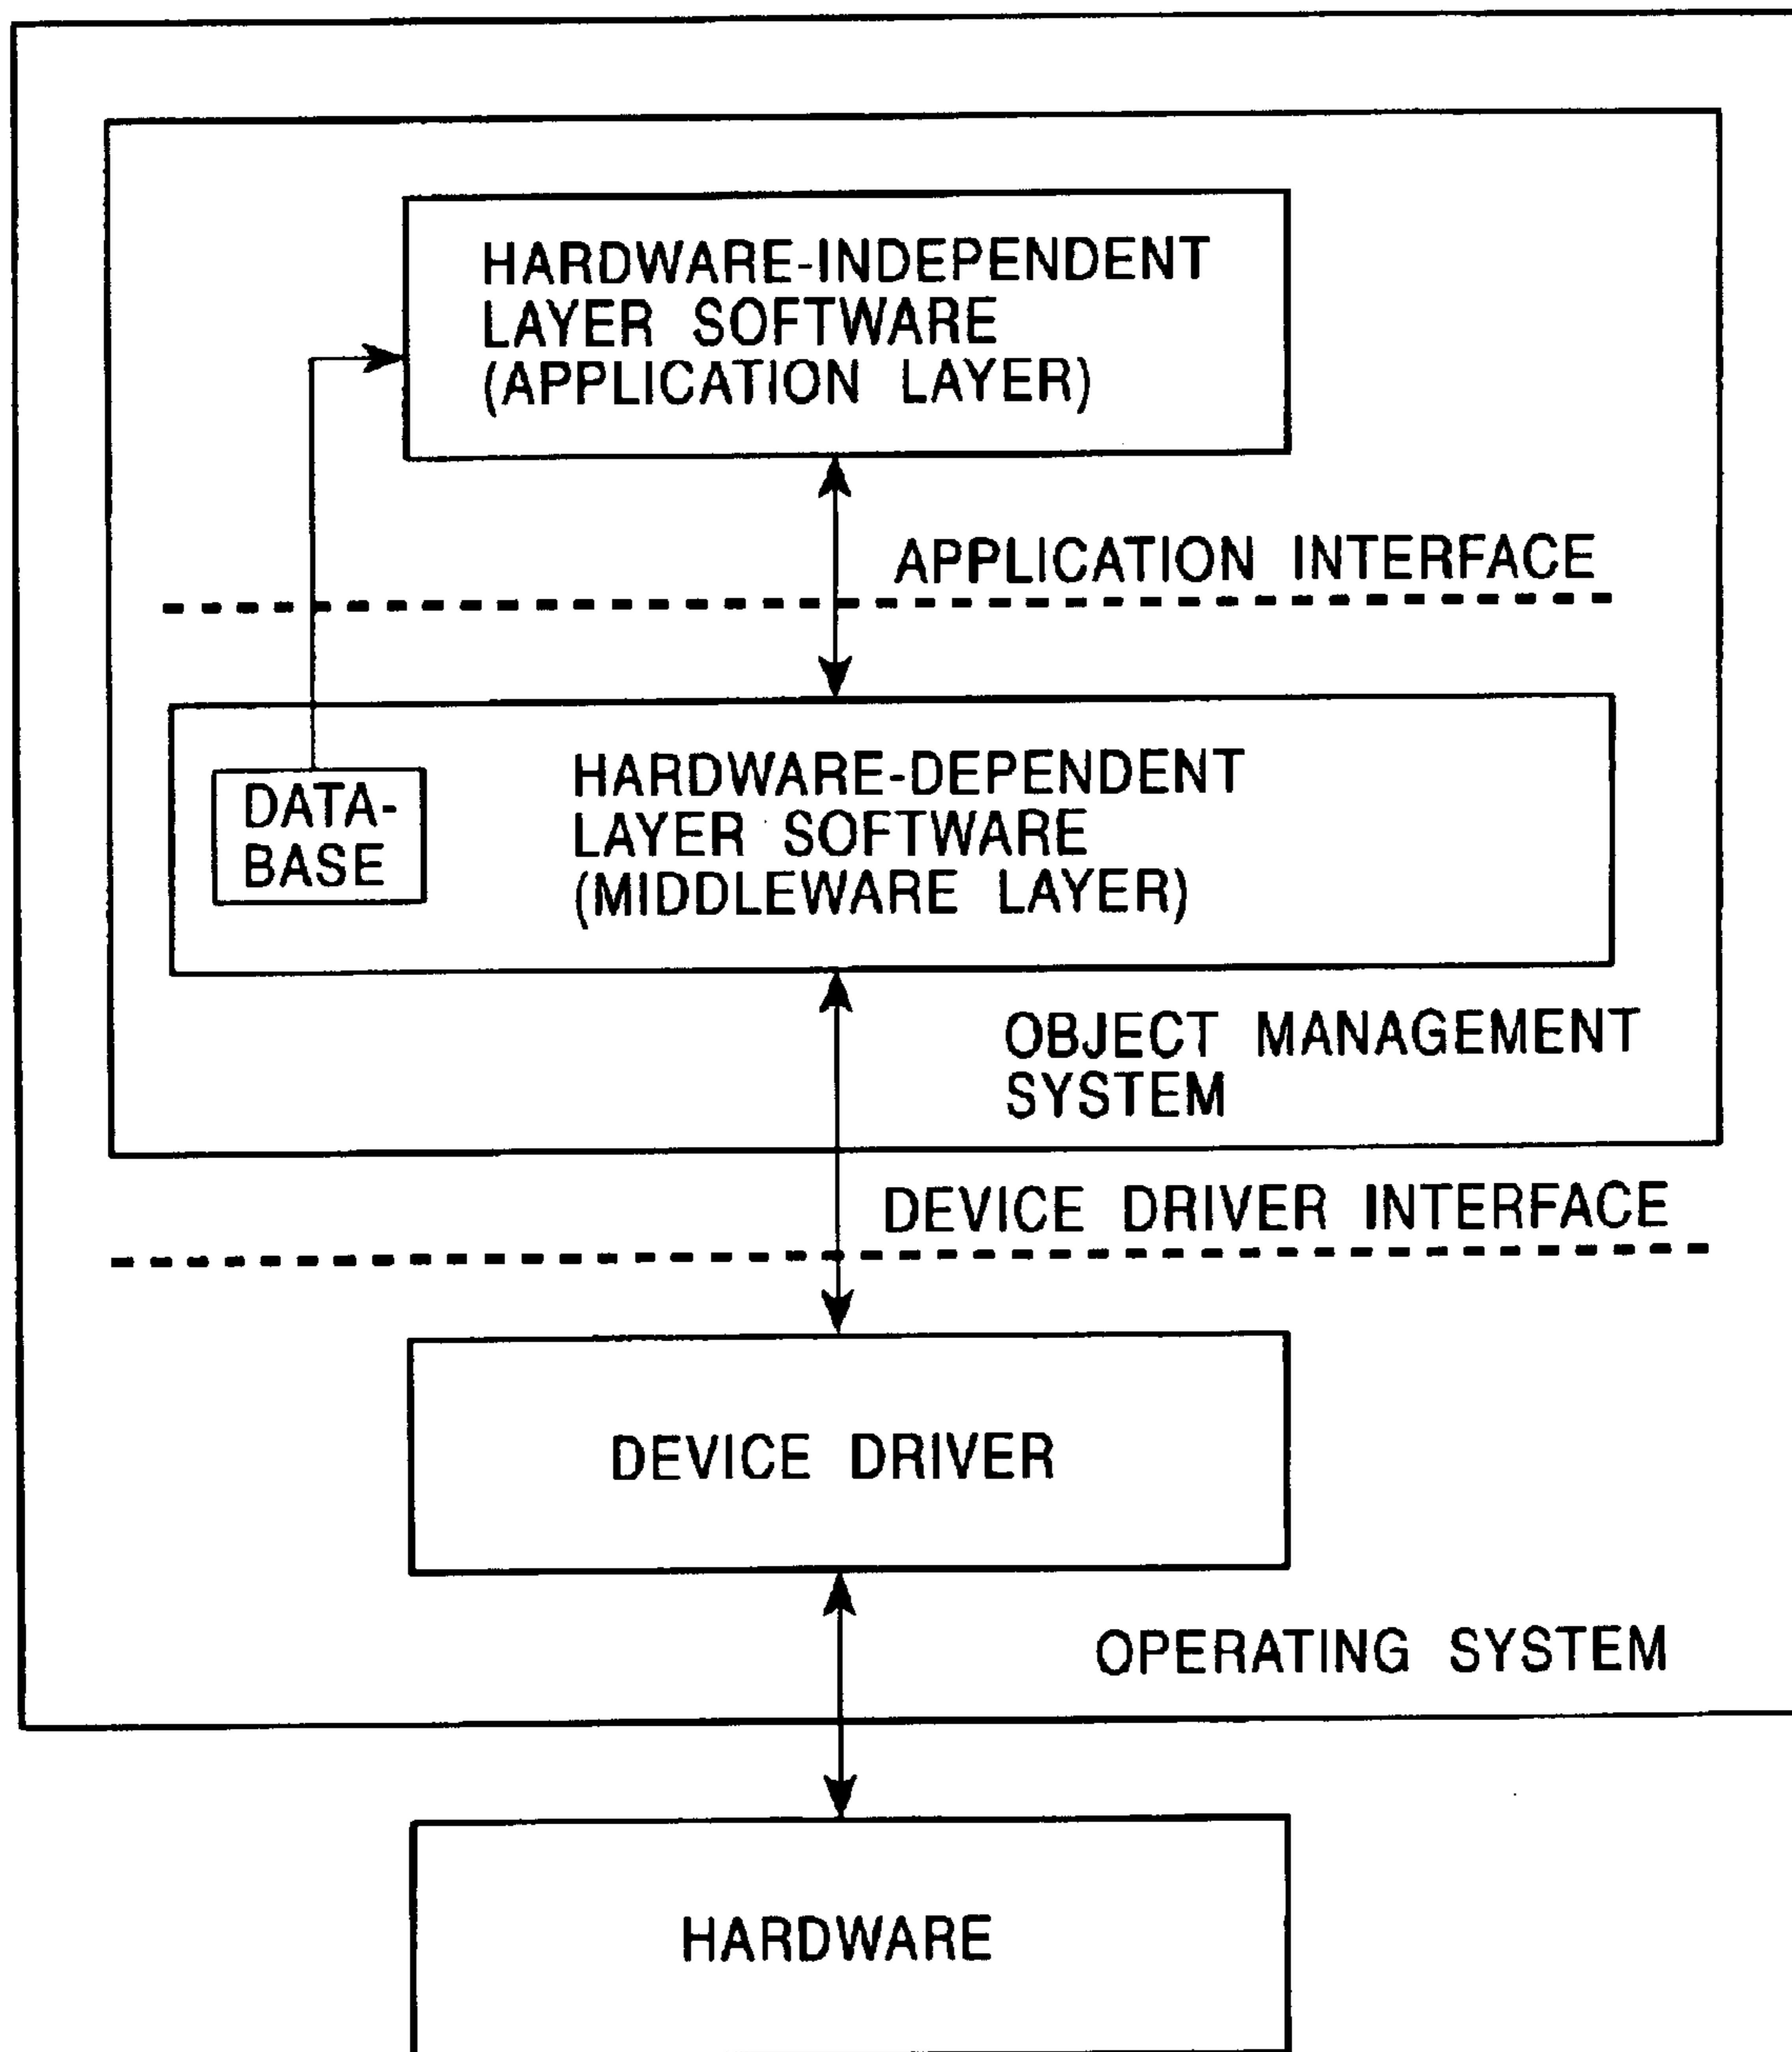 HARDWARE-INDEPENDENT
LAYER SOFTWARE
(APPLICATION LAYER)
APPLICATION INTERFACE
DATA-
BASE
HARDWARE-DEPENDENT
LAYER SOFTWARE
(MIDDLEWARE LAYER)
OBJECT MANAGEMENT
SYSTEM
DEVICE DRIVER INTERFACE
DEVICE DRIVER
OPERATING SYSTEM
HARDWARE